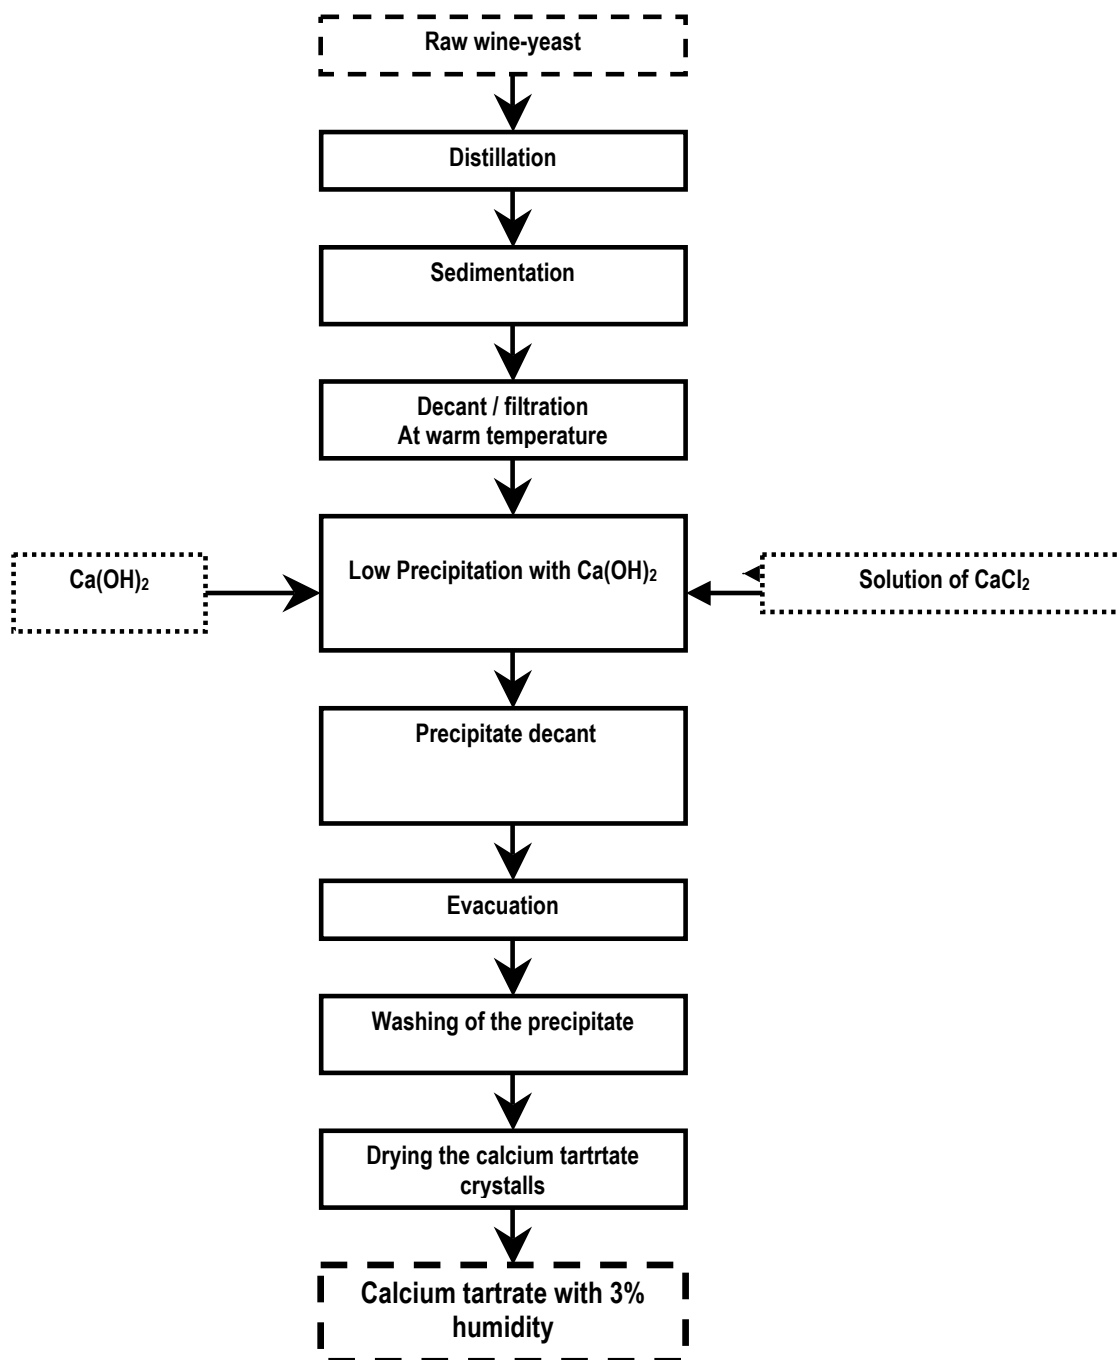 Raw wine-yeast
Distillation
Sedimentation
Decant / filtration
At warm temperature
Ca(OH)₂
Low Precipitation with Ca(OH)₂
Solution of CaCl₂
Precipitate decant
Evacuation
Washing of the precipitate
Drying the calcium tartrtate
crystalls
Calcium tartrate with 3%
humidity